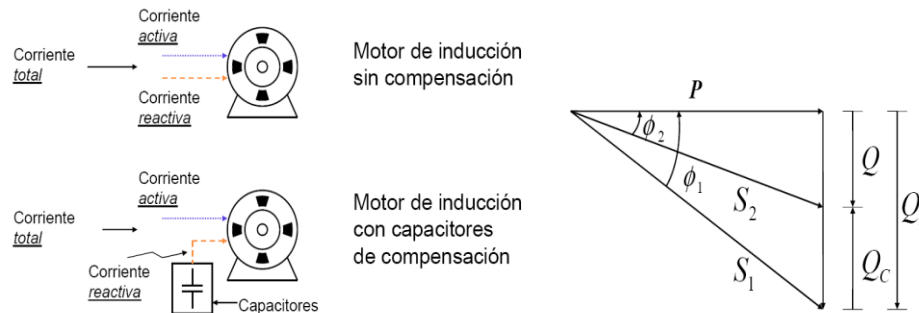 Corriente
activa
Corriente
total
Corriente
reactiva
Motor de inducción
sin compensación
Corriente
activa
Corriente
total
Corriente
reactiva
Capacitores
Motor de inducción
con capacitores
de compensación
P
ϕ2
ϕ1
S2
S1
Q
Q
QC